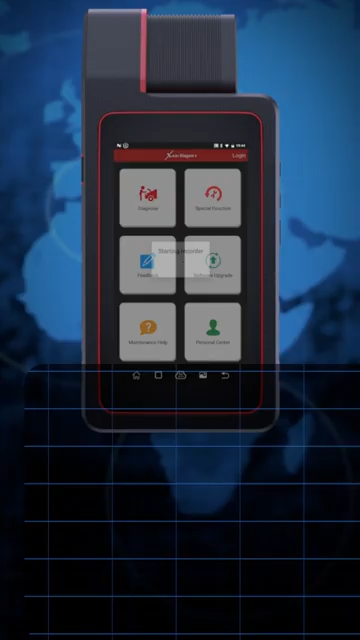 Login
Diagnose
Special Function
Starting recorder
Feedback
Software Upgrade
Maintenance Help
Personal Center